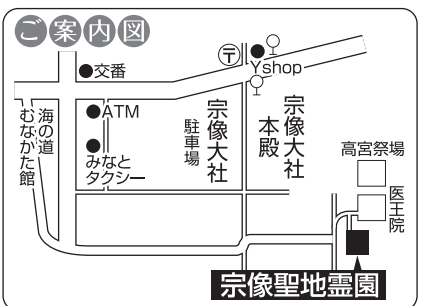 ご案内図
●交番
〒
Yshop
●ATM
みなと
タクシー
海の道
むなかた館
宗像大社
駐車場
宗像大社
本殿
高宮祭場
医王院
宗像聖地霊園